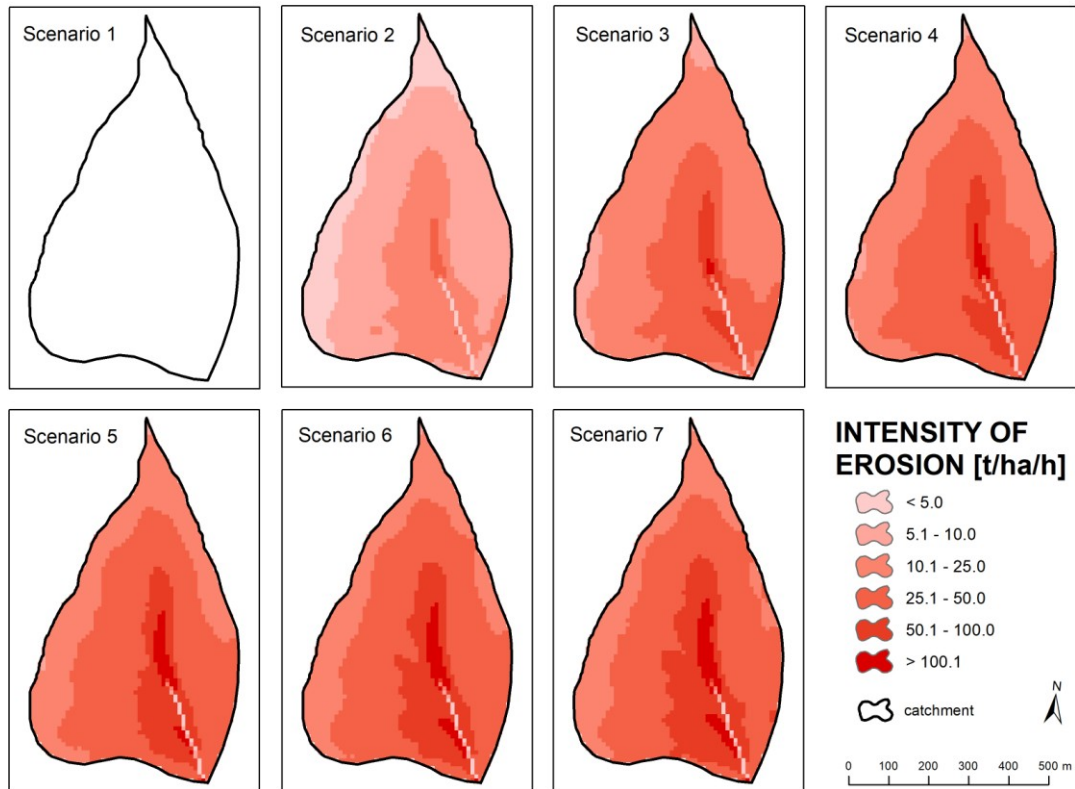 Scenario 1
Scenario 2
Scenario 3
Scenario 4
Scenario 5
Scenario 6
Scenario 7
INTENSITY OF
EROSION [t/ha/h]
< 5.0
5.1 - 10.0
10.1 - 25.0
25.1 - 50.0
50.1 - 100.0
> 100.1
catchment
N
0 100 200 300 400 500 m